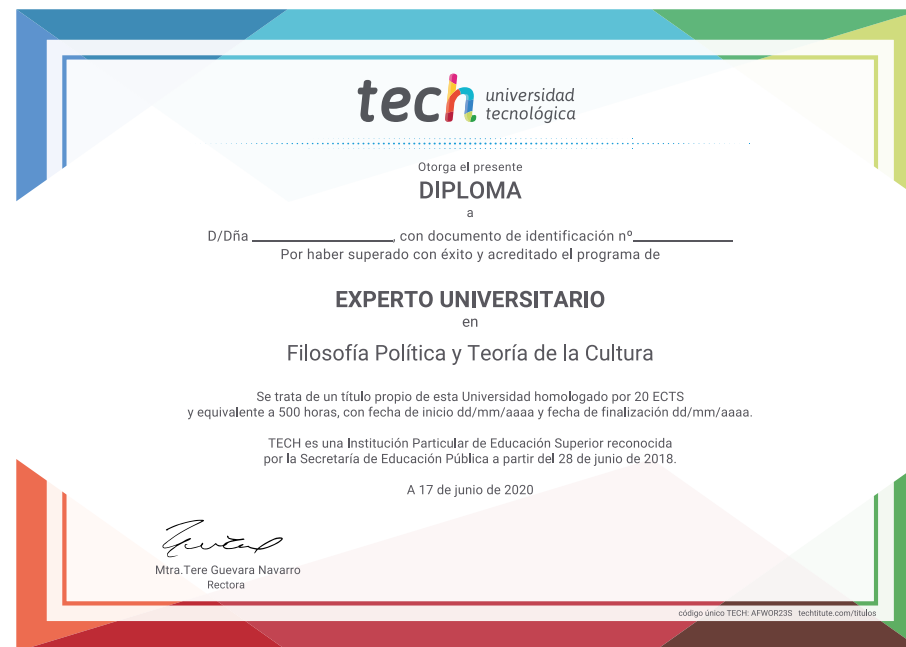 tech universidad
tecnológica
Otorga el presente
DIPLOMA
a
D/Dña ________________, con documento de identificación nº____________
Por haber superado con éxito y acreditado el programa de
EXPERTO UNIVERSITARIO
en
Filosofía Política y Teoría de la Cultura
Se trata de un título propio de esta Universidad homologado por 20 ECTS
y equivalente a 500 horas, con fecha de inicio dd/mm/aaaa y fecha de finalización dd/mm/aaaa.
TECH es una Institución Particular de Educación Superior reconocida
por la Secretaría de Educación Pública a partir del 28 de junio de 2018.
A 17 de junio de 2020
Mtra.Tere Guevara Navarro
Rectora
código único TECH: AFWOR23S techtitute.com/titulos